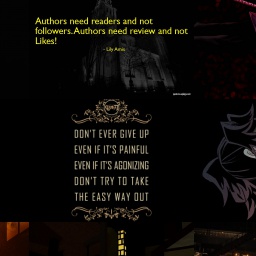 Authors need readers and not
followers.Authors need review and not
Likes!
- Lily Amis
DON'T EVER GIVE UP
EVEN IF IT'S PAINFUL
EVEN IF IT'S AGONIZING
DON'T TRY TO TAKE
THE EASY WAY OUT